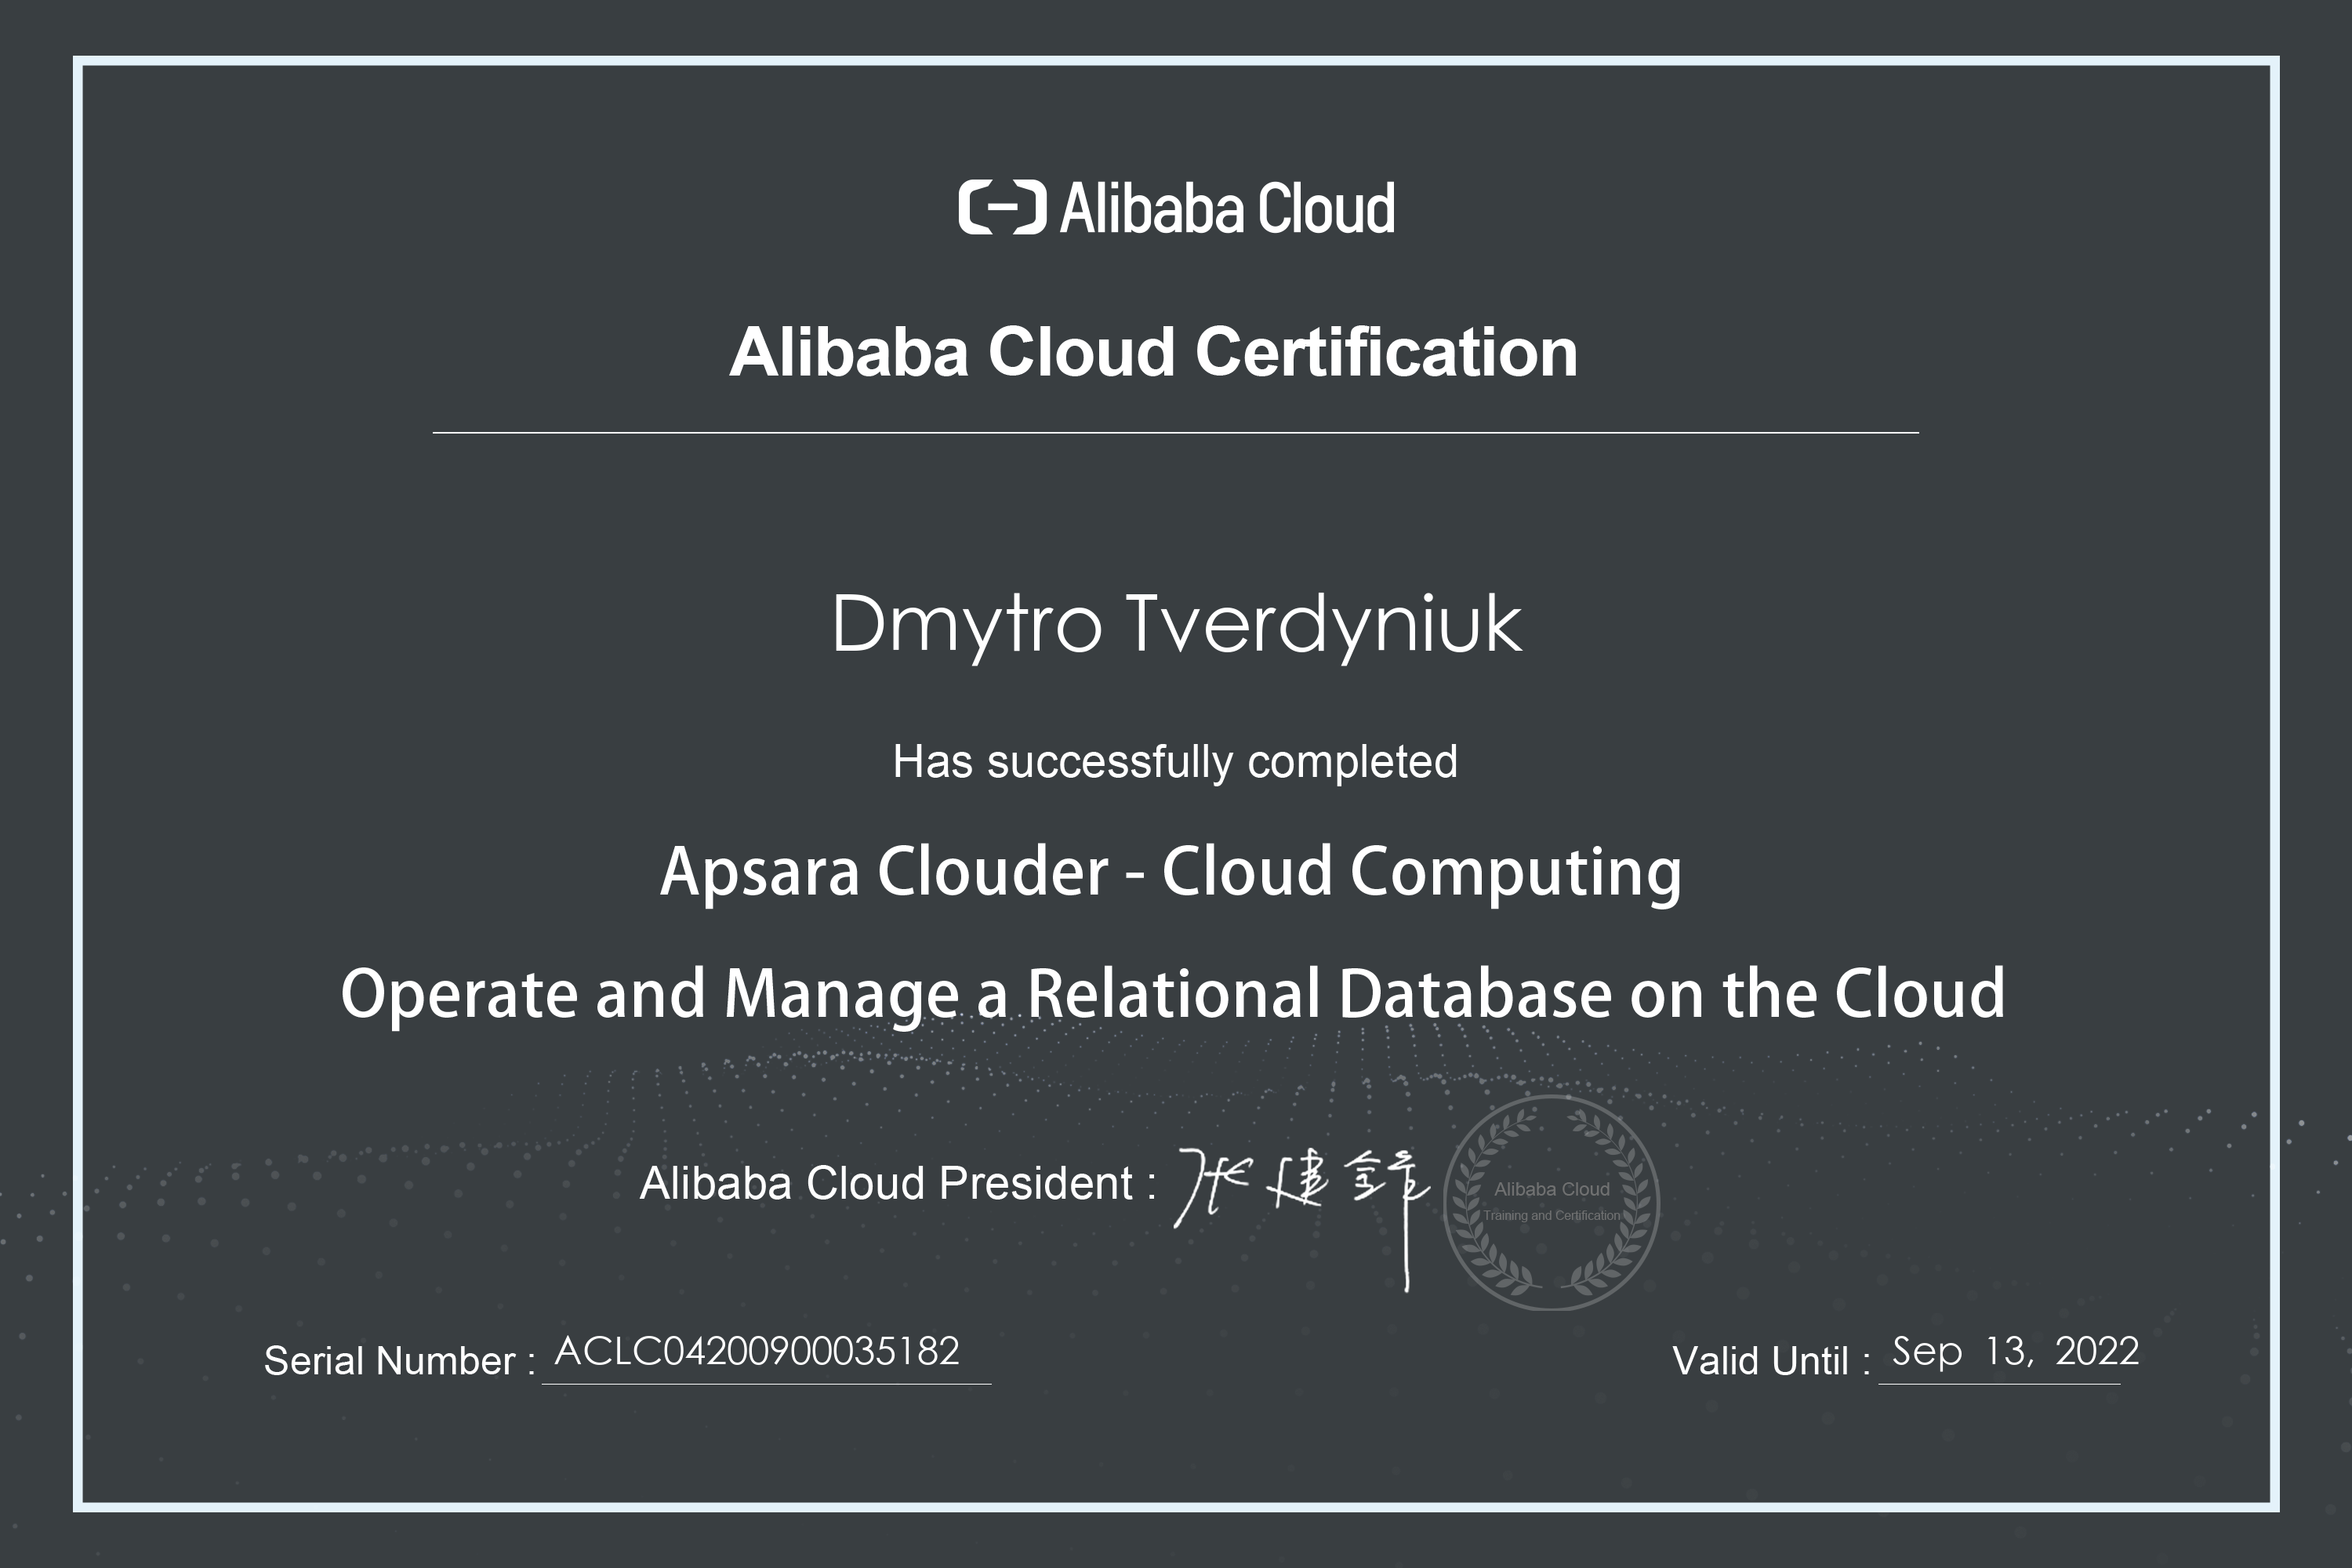 Alibaba Cloud
Alibaba Cloud Certification
Dmytro Tverdyniuk
Has successfully completed
Apsara Clouder - Cloud Computing
Operate and Manage a Relational Database on the Cloud
Alibaba Cloud President : 张建锋
Alibaba Cloud
Training and Certification
Serial Number : ACLC04200900035182
Valid Until : Sep 13, 2022